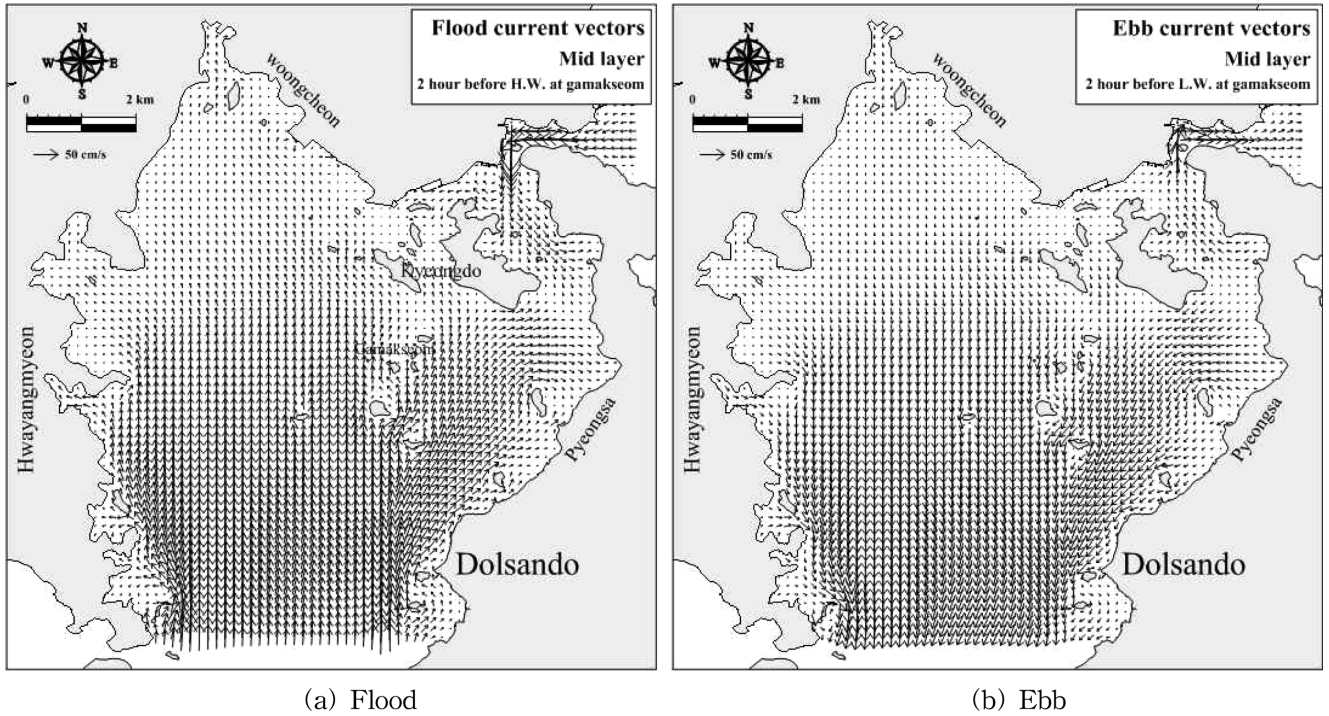 Flood current vectors
Mid layer
2 hour before H.W. at gamakseom
N
W E
S
0 2 km
50 cm/s
woongcheon
Kyeongdo
Gamakseom
Hwayangmyeon
Pyeongsa
Dolsando
(a) Flood
Ebb current vectors
Mid layer
2 hour before L.W. at gamakseom
N
W E
S
0 2 km
50 cm/s
woongcheon
Hwayangmyeon
Pyeongsa
Dolsando
(b) Ebb